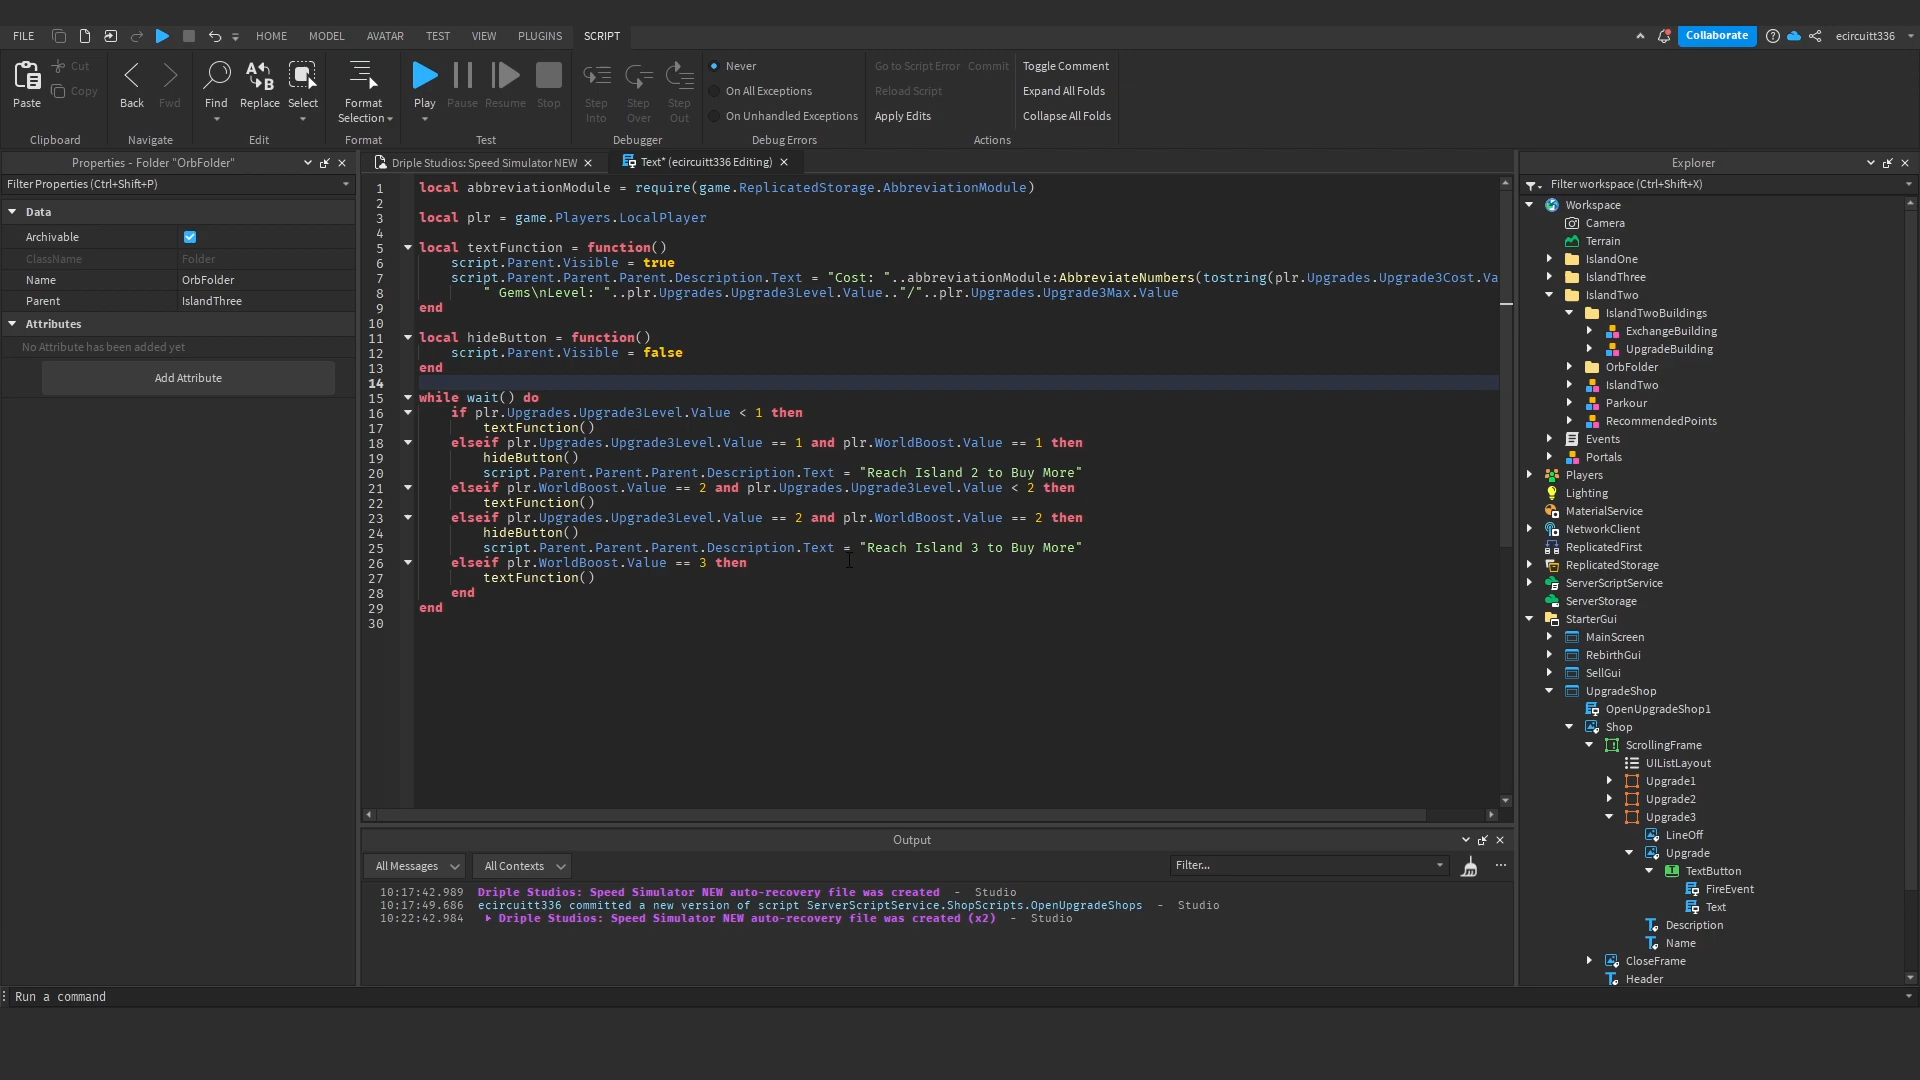 FILE HOME MODEL AVATAR TEST VIEW PLUGINS SCRIPT Collaborate ecircuitt336
Paste Cut Copy Back Fwd Find Replace Select Format Selection Play Pause Resume Stop Step Into Step Over Step Out
Never Go to Script Error Commit Toggle Comment
On All Exceptions Reload Script Expand All Folds
On Unhandled Exceptions Apply Edits Collapse All Folds
Clipboard Navigate Edit Format Test Debugger Debug Errors Actions
Properties - Folder "OrbFolder"
Filter Properties (Ctrl+Shift+P)
Data
Archivable
ClassName Folder
Name OrbFolder
Parent IslandThree
Attributes
No Attribute has been added yet
Add Attribute
Driple Studios: Speed Simulator NEW Text* (ecircuitt336 Editing)
1 local abbreviationModule = require(game.ReplicatedStorage.AbbreviationModule)
2
3 local plr = game.Players.LocalPlayer
4
5 local textFunction = function()
6 script.Parent.Visible = true
7 script.Parent.Parent.Parent.Description.Text = "Cost: "..abbreviationModule:AbbreviateNumbers(tostring(plr.Upgrades.Upgrade3Cost.Va
8 " Gems\nLevel: "..plr.Upgrades.Upgrade3Level.Value.."/"..plr.Upgrades.Upgrade3Max.Value
9 end
10
11 local hideButton = function()
12 script.Parent.Visible = false
13 end
14
15 while wait() do
16 if plr.Upgrades.Upgrade3Level.Value < 1 then
17 textFunction()
18 elseif plr.Upgrades.Upgrade3Level.Value == 1 and plr.WorldBoost.Value == 1 then
19 hideButton()
20 script.Parent.Parent.Parent.Description.Text = "Reach Island 2 to Buy More"
21 elseif plr.WorldBoost.Value == 2 and plr.Upgrades.Upgrade3Level.Value < 2 then
22 textFunction()
23 elseif plr.Upgrades.Upgrade3Level.Value == 2 and plr.WorldBoost.Value == 2 then
24 hideButton()
25 script.Parent.Parent.Parent.Description.Text = "Reach Island 3 to Buy More"
26 elseif plr.WorldBoost.Value == 3 then
27 textFunction()
28 end
29 end
30
Output
All Messages All Contexts Filter...
10:17:42.989 Driple Studios: Speed Simulator NEW auto-recovery file was created - Studio
10:17:49.686 ecircuitt336 committed a new version of script ServerScriptService.ShopScripts.OpenUpgradeShops - Studio
10:22:42.984 Driple Studios: Speed Simulator NEW auto-recovery file was created (x2) - Studio
Explorer
Filter workspace (Ctrl+Shift+X)
Workspace
Camera
Terrain
IslandOne
IslandThree
IslandTwo
IslandTwoBuildings
ExchangeBuilding
UpgradeBuilding
OrbFolder
IslandTwo
Parkour
RecommendedPoints
Events
Portals
Players
Lighting
MaterialService
NetworkClient
ReplicatedFirst
ReplicatedStorage
ServerScriptService
ServerStorage
StarterGui
MainScreen
RebirthGui
SellGui
UpgradeShop
OpenUpgradeShop1
Shop
ScrollingFrame
UIListLayout
Upgrade1
Upgrade2
Upgrade3
LineOff
Upgrade
TextButton
FireEvent
Text
Description
Name
CloseFrame
Header
Run a command